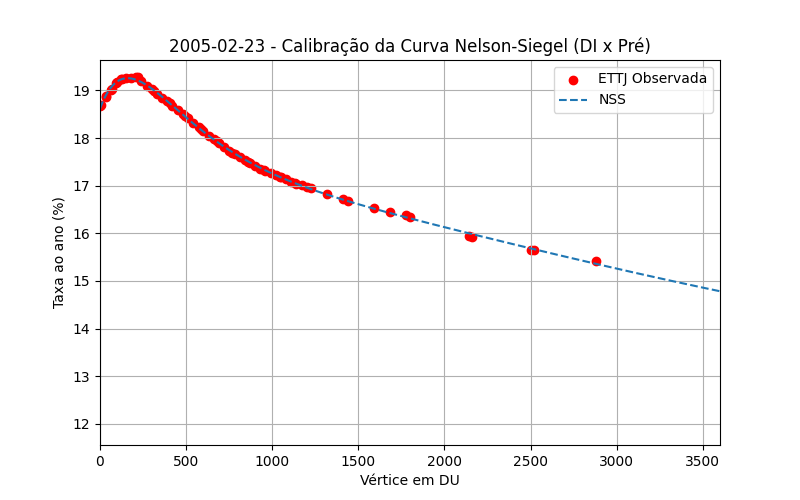 2005-02-23 - Calibração da Curva Nelson-Siegel (DI x Pré)
ETTJ Observada
NSS
Taxa ao ano (%)
19
18
17
16
15
14
13
12
0 500 1000 1500 2000 2500 3000 3500
Vértice em DU